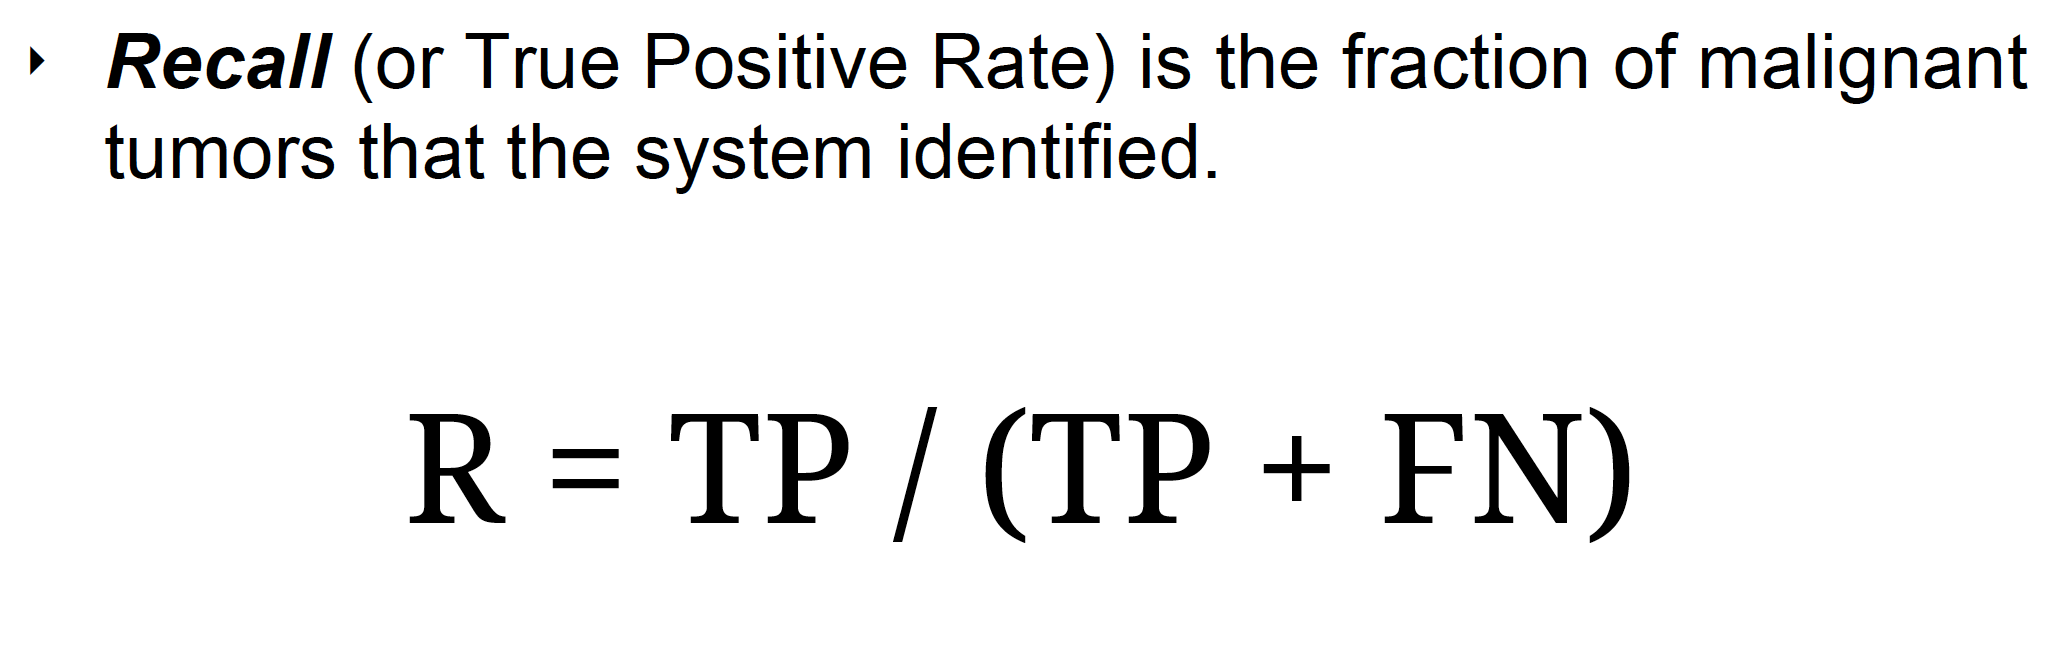 ‣ Recall (or True Positive Rate) is the fraction of malignant
tumors that the system identified.
R = TP / (TP + FN)